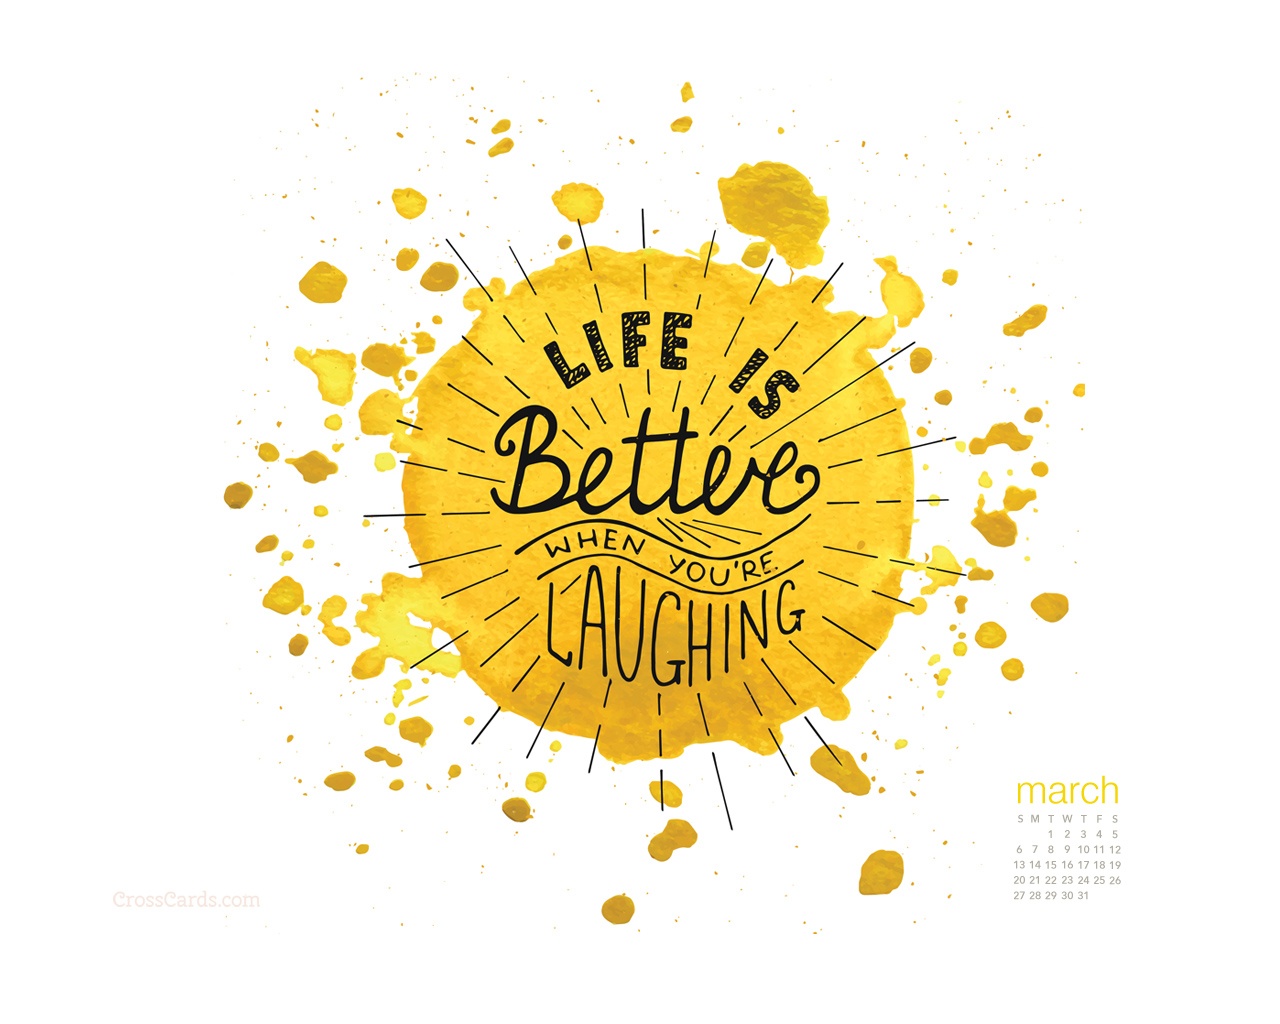 LIFE IS
Better
WHEN YOU'RE
LAUGHING
march
S M T W T F S
1 2 3 4 5
6 7 8 9 10 11 12
13 14 15 16 17 18 19
20 21 22 23 24 25 26
27 28 29 30 31
CrossCards.com